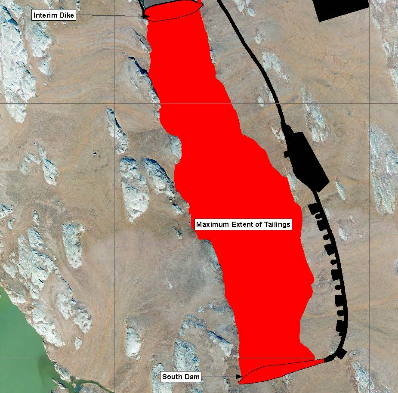 Interim Dike
Maximum Extent of Tailings
South Dam